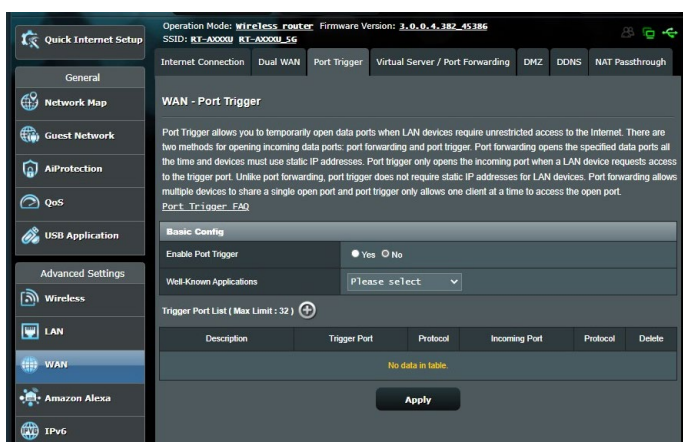 Operation Mode: Wireless router Firmware Version: 3.0.0.4.382_45386
SSID: RT-AXXXU RT-AXXXU_5G
Quick Internet Setup
General
Network Map
Guest Network
AiProtection
QoS
USB Application
Advanced Settings
Wireless
LAN
WAN
Amazon Alexa
IPv6
Internet Connection Dual WAN Port Trigger Virtual Server / Port Forwarding DMZ DDNS NAT Passthrough
WAN - Port Trigger
Port Trigger allows you to temporarily open data ports when LAN devices require unrestricted access to the Internet. There are
two methods for opening incoming data ports: port forwarding and port trigger. Port forwarding opens the specified data ports all
the time and devices must use static IP addresses. Port trigger only opens the incoming port when a LAN device requests access
to the trigger port. Unlike port forwarding, port trigger does not require static IP addresses for LAN devices. Port forwarding allows
multiple devices to share a single open port and port trigger only allows one client at a time to access the open port.
Port Trigger FAQ
Basic Config
Enable Port Trigger Yes No
Well-Known Applications Please select
Trigger Port List ( Max Limit : 32 )
Description Trigger Port Protocol Incoming Port Protocol Delete
No data in table.
Apply